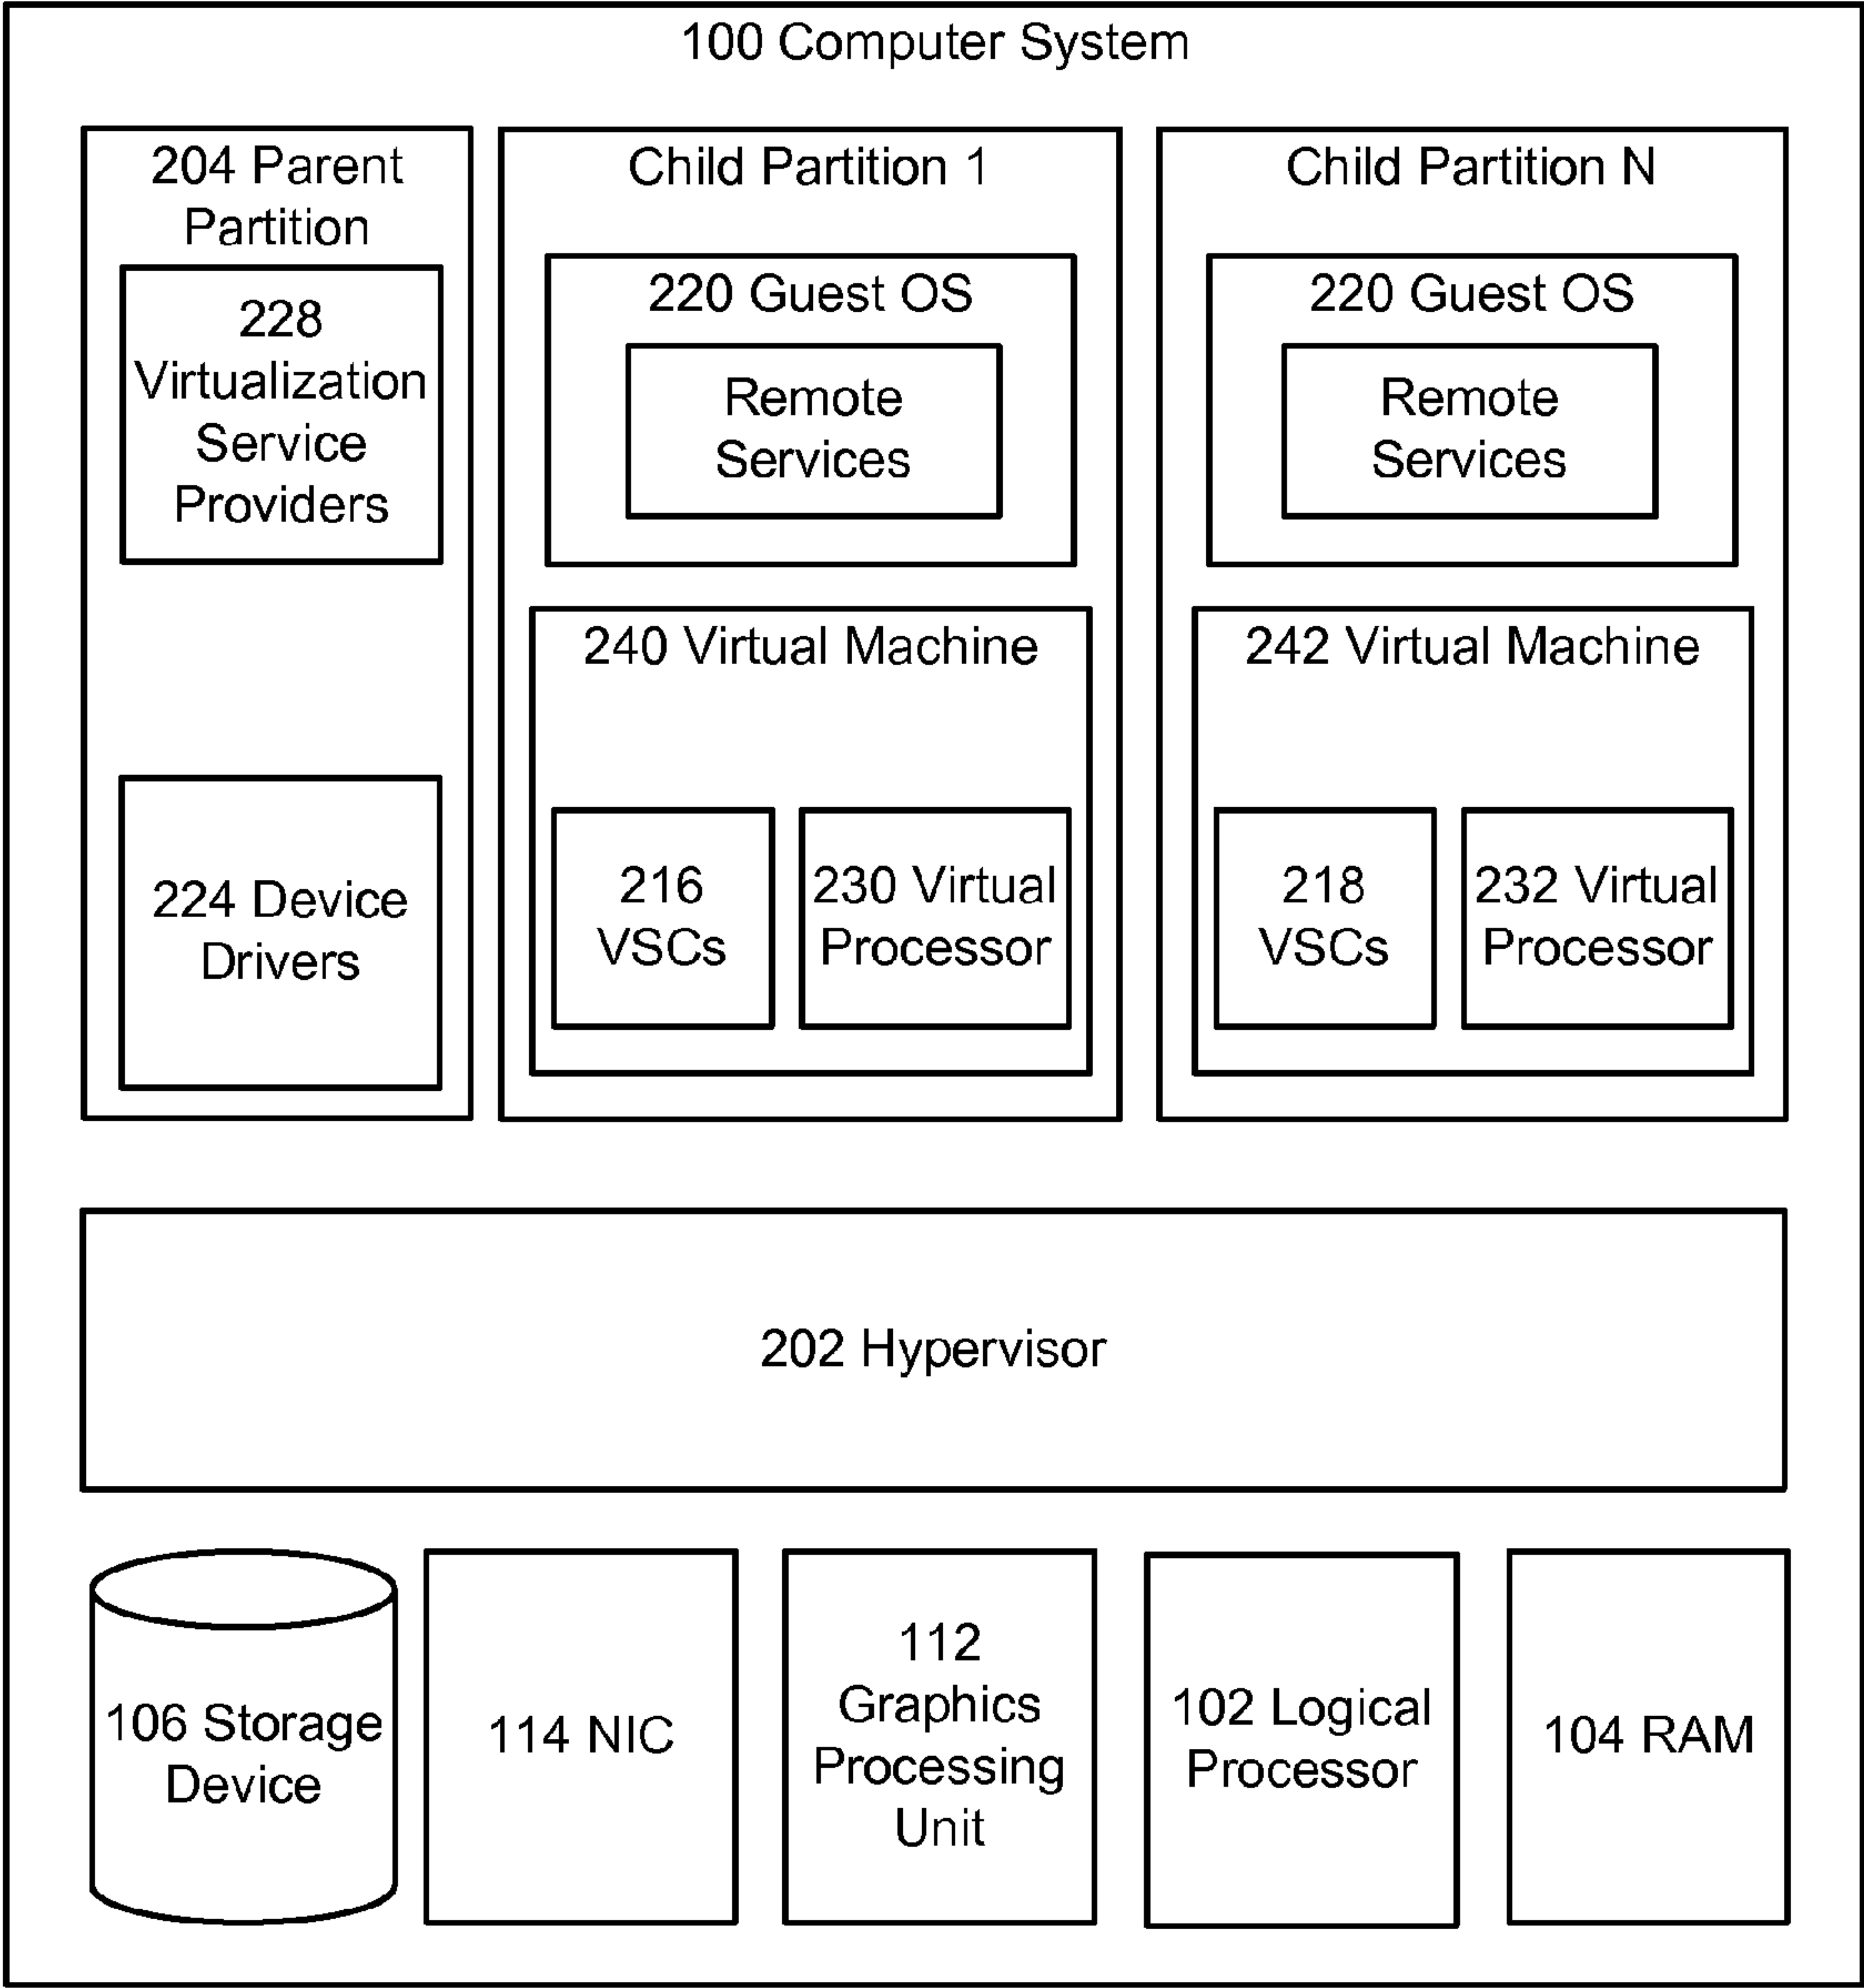 100 Computer System
204 Parent
Partition
228
Virtualization
Service
Providers
224 Device
Drivers
Child Partition 1
220 Guest OS
Remote
Services
240 Virtual Machine
216
VSCs
230 Virtual
Processor
Child Partition N
220 Guest OS
Remote
Services
242 Virtual Machine
218
VSCs
232 Virtual
Processor
202 Hypervisor
106 Storage
Device
114 NIC
112
Graphics
Processing
Unit
102 Logical
Processor
104 RAM